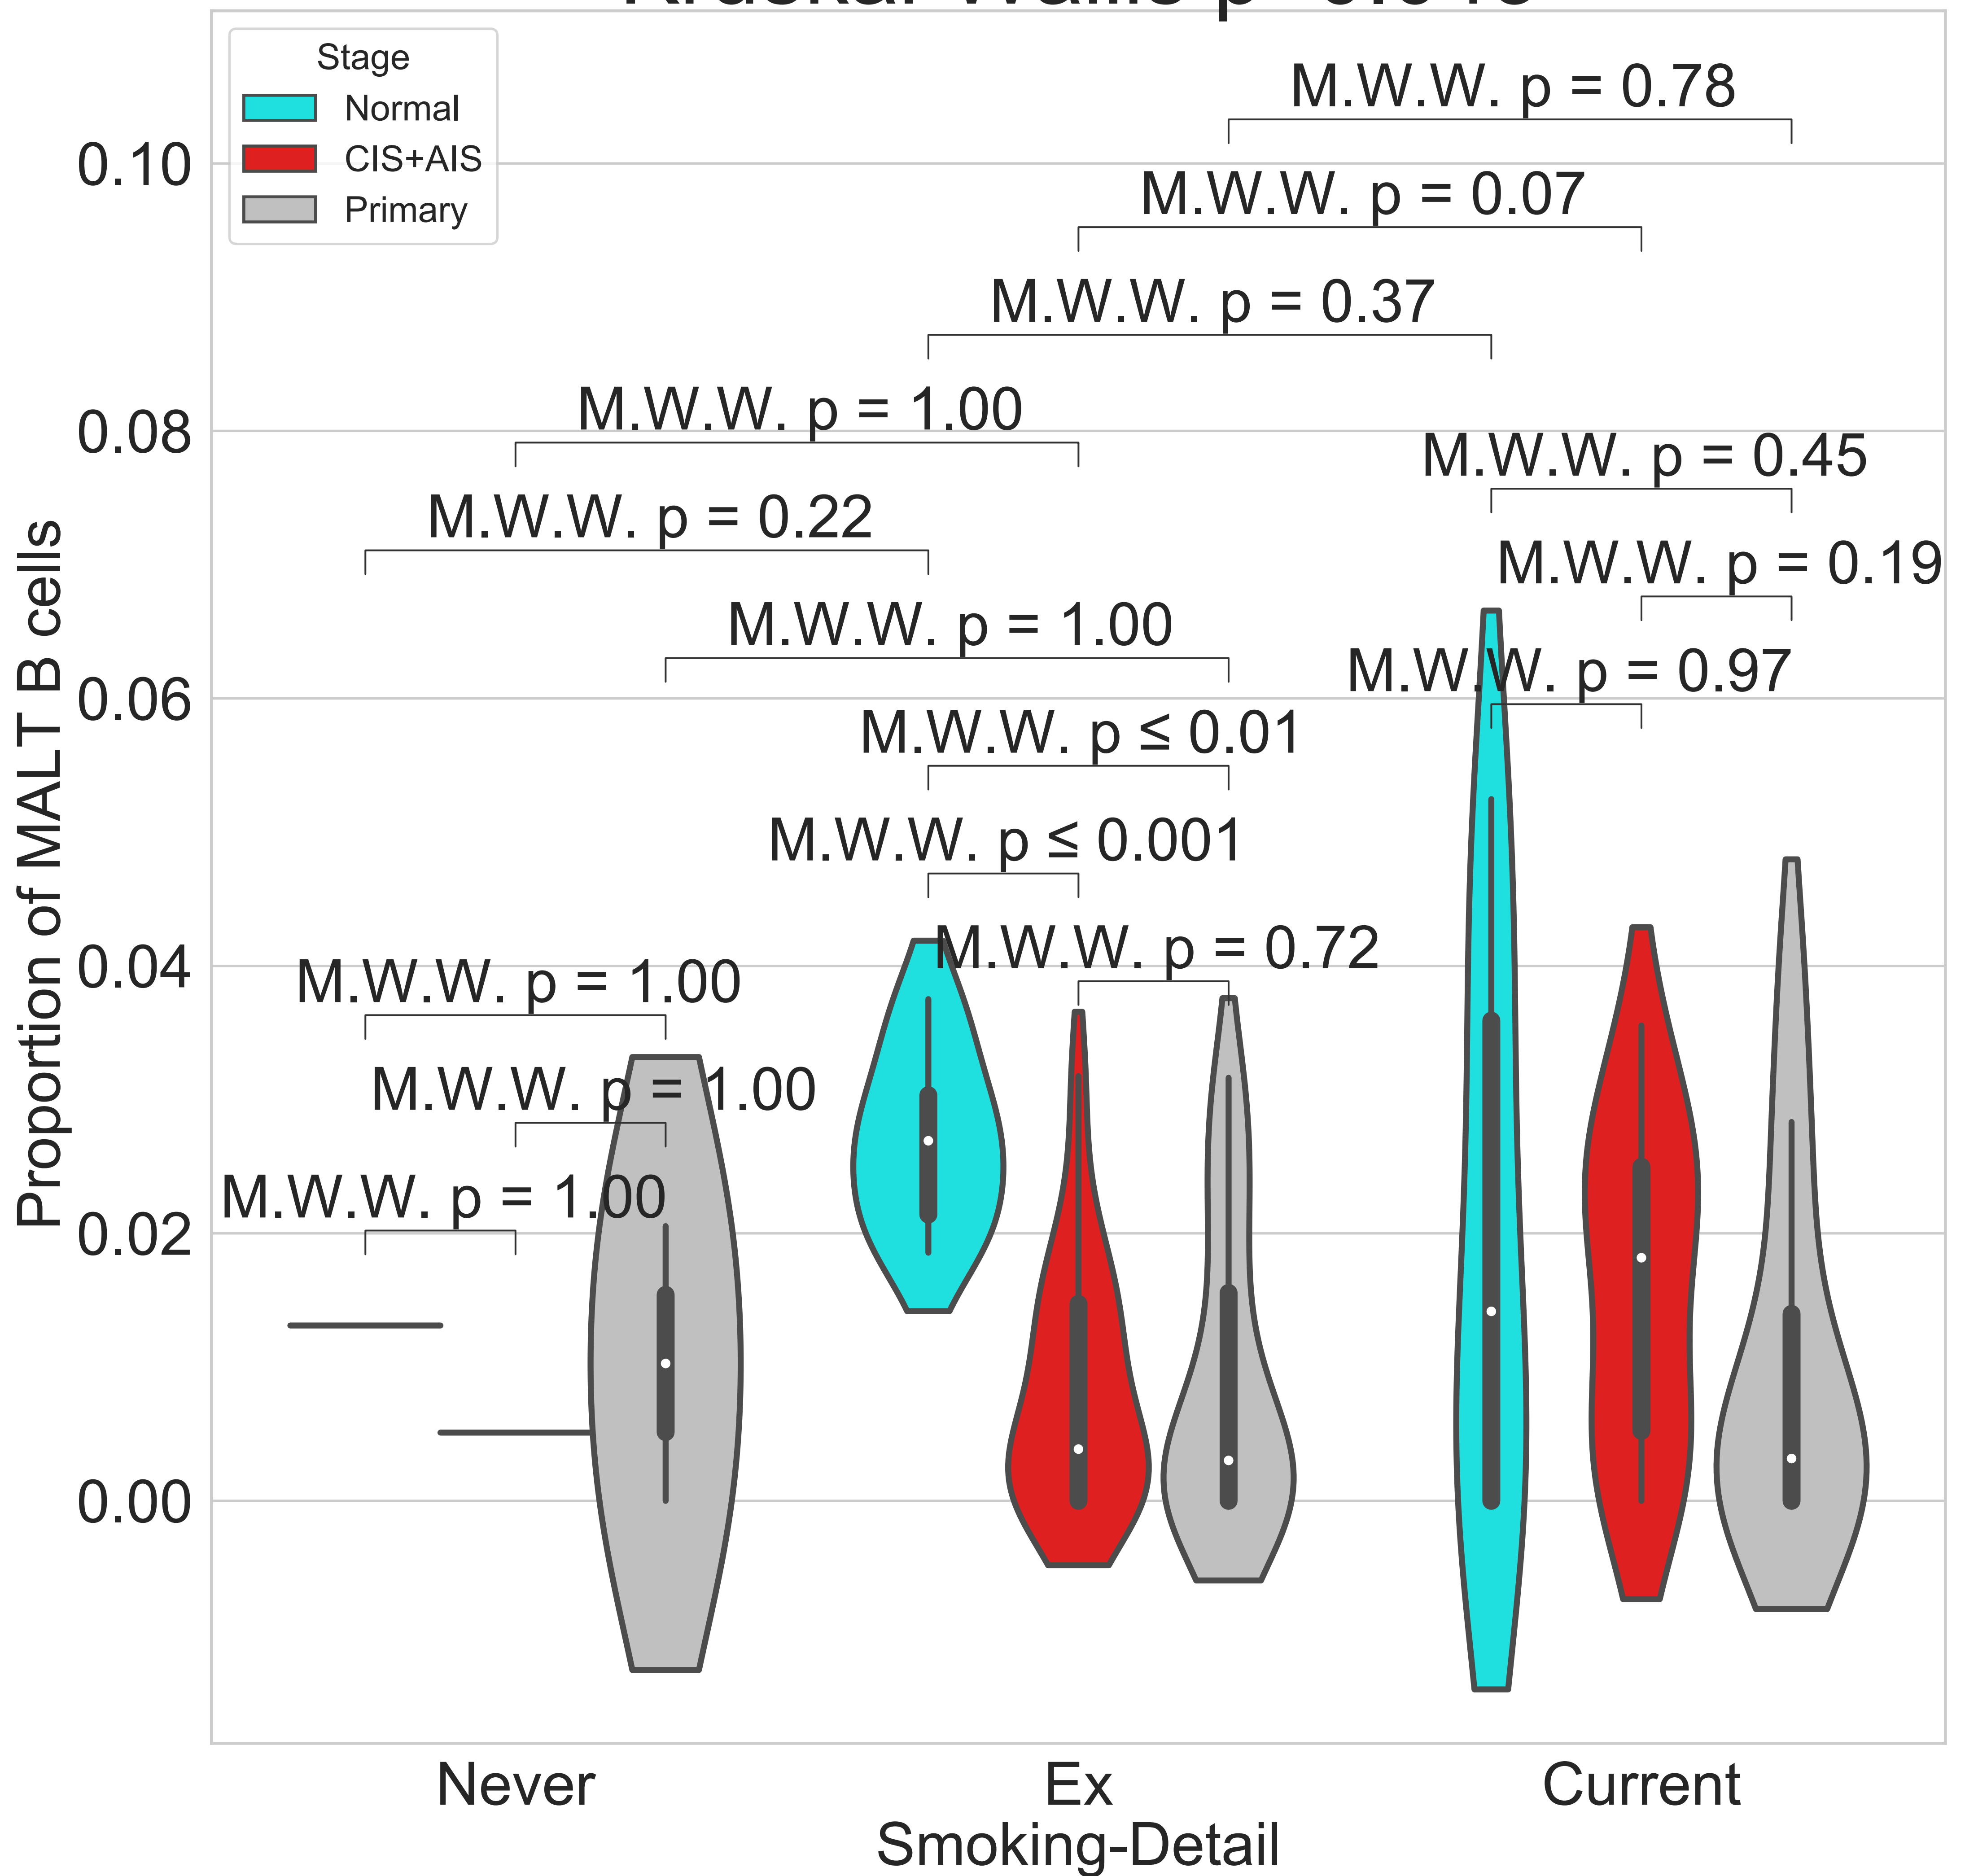 Stage
Normal
CIS+AIS
Primary
M.W.W. p = 0.78
M.W.W. p = 0.07
M.W.W. p = 0.37
M.W.W. p = 1.00
M.W.W. p = 0.45
M.W.W. p = 0.22
M.W.W. p = 0.19
M.W.W. p = 1.00
M.W.W. p = 0.97
M.W.W. p ≤ 0.01
M.W.W. p ≤ 0.001
M.W.W. p = 0.72
M.W.W. p = 1.00
M.W.W. p = 1.00
M.W.W. p = 1.00
0.10
0.08
0.06
0.04
0.02
0.00
Proportion of MALT B cells
Never
Ex
Current
Smoking-Detail